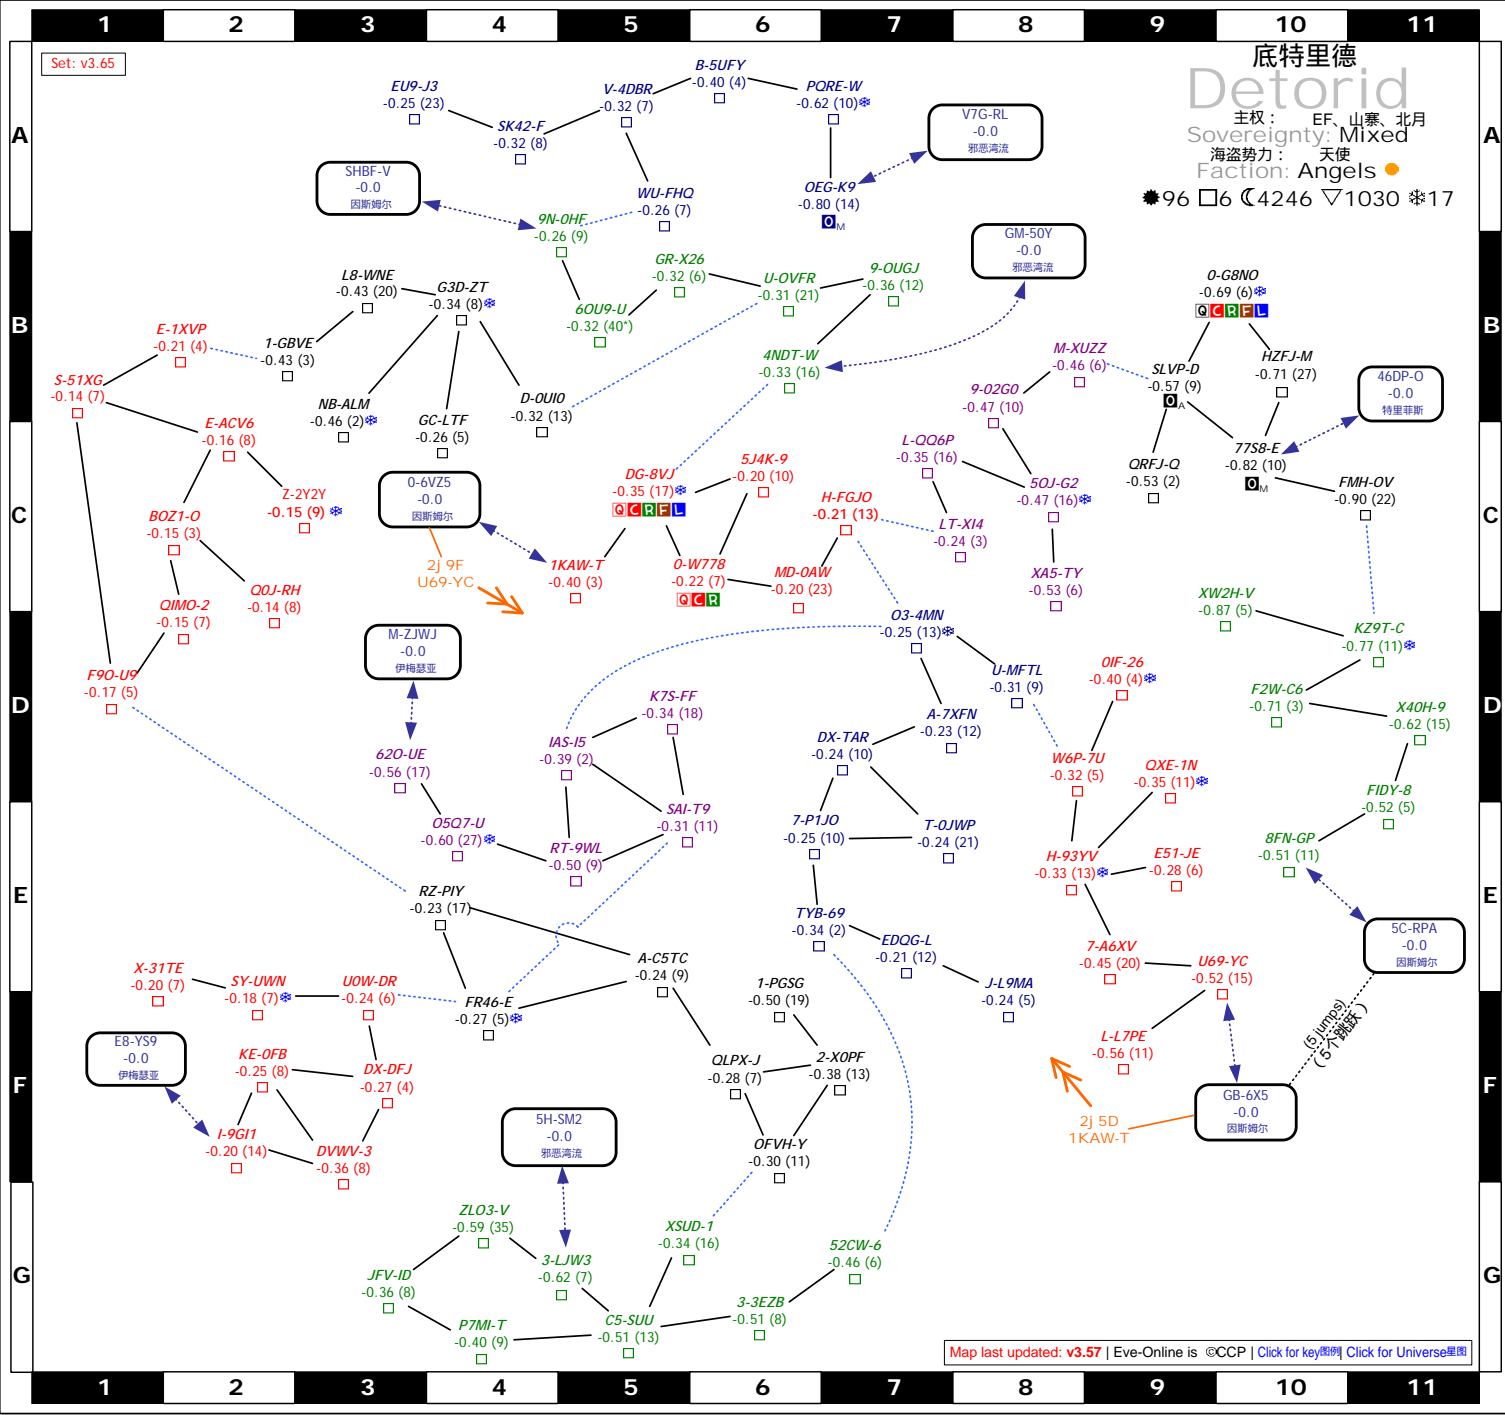 1 2 3 4 5 6 7 8 9 10 11
Set: v3.65
底特里德
Detorid
主权： EF、山寨、北月
Sovereignty: Mixed
海盗势力： 天使
Faction: Angels
96 6 4246 1030 17
A
A
EU9-J3
-0.25 (23)
SK42-F
-0.32 (8)
V-4DBR
-0.32 (7)
B-5UFY
-0.40 (4)
PQRE-W
-0.62 (10)
V7G-RL
-0.0
邪恶湾流
SHBF-V
-0.0
因斯姆尔
WU-FHQ
-0.26 (7)
OEG-K9
-0.80 (14)
O M
9N-0HF
-0.26 (9)
GM-50Y
-0.0
邪恶湾流
B
B
L8-WNE
-0.43 (20)
G3D-ZT
-0.34 (8)
GR-X26
-0.32 (6)
U-OVFR
-0.31 (21)
9-OUGJ
-0.36 (12)
0-G8NO
-0.69 (6)
Q C R F L
6OU9-U
-0.32 (40*)
E-1XVP
-0.21 (4)
1-GBVE
-0.43 (3)
4NDT-W
-0.33 (16)
M-XUZZ
-0.46 (6)
SLVP-D
-0.57 (9)
O A
HZFJ-M
-0.71 (27)
46DP-O
-0.0
特里菲斯
S-51XG
-0.14 (7)
NB-ALM
-0.46 (2)
GC-LTF
-0.26 (5)
D-0UI0
-0.32 (13)
9-02G0
-0.47 (10)
E-ACV6
-0.16 (8)
L-QQ6P
-0.35 (16)
77S8-E
-0.82 (10)
O M
C
C
Z-2Y2Y
-0.15 (9)
0-6VZ5
-0.0
因斯姆尔
DG-8VJ
-0.35 (17)
Q C R F L
5J4K-9
-0.20 (10)
H-FGJO
-0.21 (13)
5OJ-G2
-0.47 (16)
QRFJ-Q
-0.53 (2)
FMH-OV
-0.90 (22)
BOZ1-O
-0.15 (3)
LT-XI4
-0.24 (3)
2j 9F
U69-YC
1KAW-T
-0.40 (3)
0-W778
-0.22 (7)
Q C R
MD-0AW
-0.20 (23)
XA5-TY
-0.53 (6)
Q0J-RH
-0.14 (8)
QIMO-2
-0.15 (7)
XW2H-V
-0.87 (5)
O3-4MN
-0.25 (13)
KZ9T-C
-0.77 (11)
D
D
M-ZJWJ
-0.0
伊梅瑟亚
F9O-U9
-0.17 (5)
U-MFTL
-0.31 (9)
0IF-26
-0.40 (4)
F2W-C6
-0.71 (3)
K7S-FF
-0.34 (18)
A-7XFN
-0.23 (12)
X40H-9
-0.62 (15)
62O-UE
-0.56 (17)
IAS-I5
-0.39 (2)
DX-TAR
-0.24 (10)
W6P-7U
-0.32 (5)
QXE-1N
-0.35 (11)
FIDY-8
-0.52 (5)
O5Q7-U
-0.60 (27)
SAI-T9
-0.31 (11)
7-P1JO
-0.25 (10)
T-0JWP
-0.24 (21)
8FN-GP
-0.51 (11)
RT-9WL
-0.50 (9)
H-93YV
-0.33 (13)
E51-JE
-0.28 (6)
E
E
RZ-PIY
-0.23 (17)
TYB-69
-0.34 (2)
EDQG-L
-0.21 (12)
5C-RPA
-0.0
因斯姆尔
A-C5TC
-0.24 (9)
7-A6XV
-0.45 (20)
U69-YC
-0.52 (15)
X-31TE
-0.20 (7)
SY-UWN
-0.18 (7)
U0W-DR
-0.24 (6)
FR46-E
-0.27 (5)
1-PGSG
-0.50 (19)
J-L9MA
-0.24 (5)
(5 jumps)
（5个跳跃）
E8-YS9
-0.0
伊梅瑟亚
KE-0FB
-0.25 (8)
DX-DFJ
-0.27 (4)
QLPX-J
-0.28 (7)
2-X0PF
-0.38 (13)
L-L7PE
-0.56 (11)
F
F
GB-6X5
-0.0
因斯姆尔
2j 5D
1KAW-T
5H-SM2
-0.0
邪恶湾流
I-9GI1
-0.20 (14)
DVWV-3
-0.36 (8)
OFVH-Y
-0.30 (11)
ZLO3-V
-0.59 (35)
XSUD-1
-0.34 (16)
52CW-6
-0.46 (6)
G
G
JFV-ID
-0.36 (8)
3-LJW3
-0.62 (7)
P7MI-T
-0.40 (9)
C5-SUU
-0.51 (13)
3-3EZB
-0.51 (8)
Map last updated: v3.57 | Eve-Online is ©CCP | Click for key图例| Click for Universe星图
1 2 3 4 5 6 7 8 9 10 11